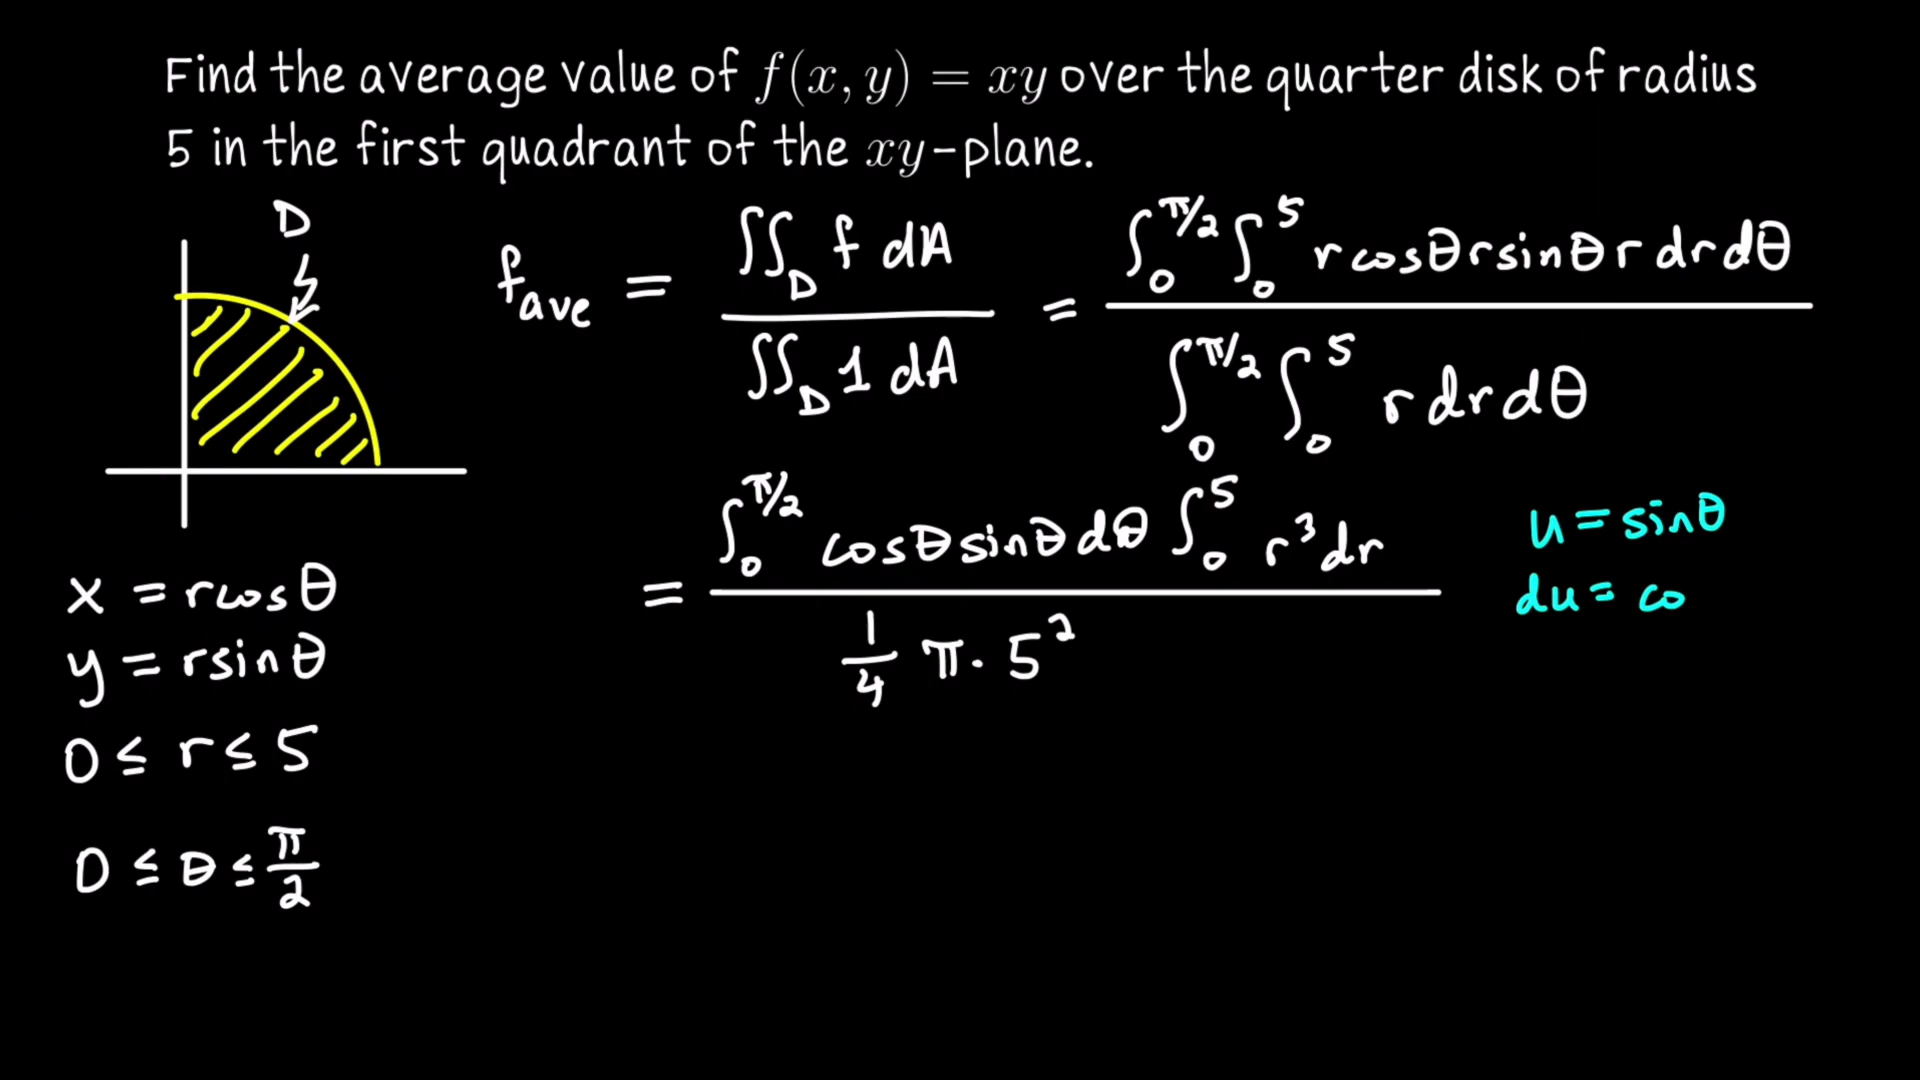 Find the average value of f(x, y) = xy over the quarter disk of radius
5 in the first quadrant of the xy-plane.
D
f_ave = ∬_D f dA / ∬_D 1 dA = ∫_0^{π/2} ∫_0^5 r cosθ r sinθ r dr dθ / ∫_0^{π/2} ∫_0^5 r dr dθ
= ∫_0^{π/2} cosθ sinθ dθ ∫_0^5 r^3 dr / (1/4 π · 5^2)
u = sinθ
du = co
x = rcosθ
y = rsinθ
0 ≤ r ≤ 5
0 ≤ θ ≤ π/2